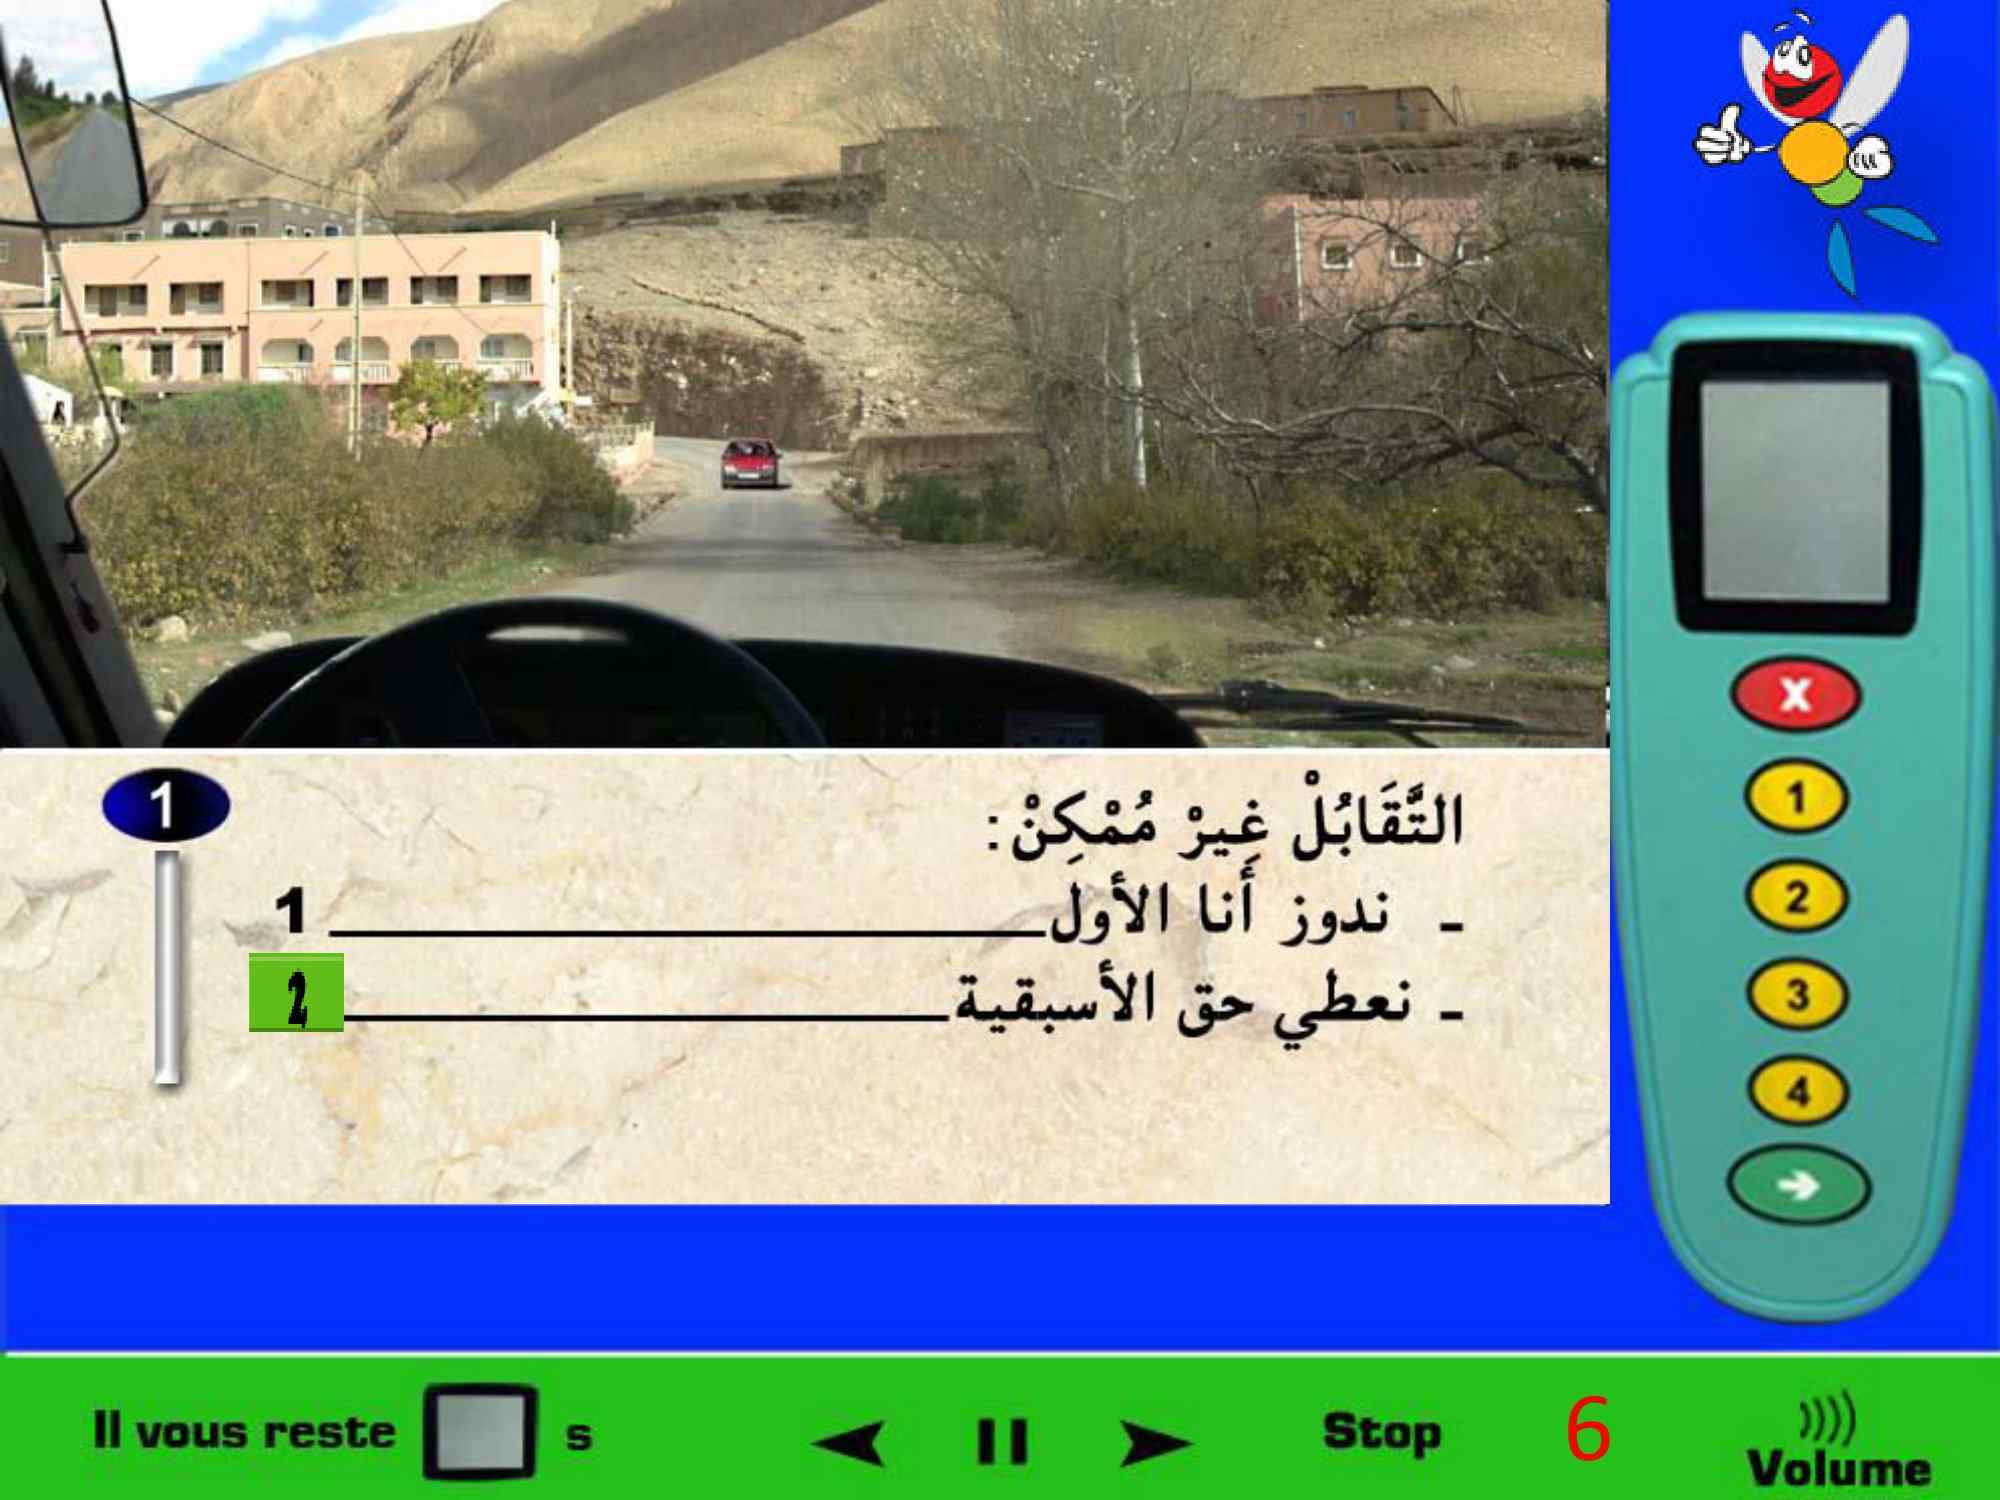 1
التَّقَابُلْ غِيرْ مُمْكِنْ:
- ندوز أَنا الأول 1
- نعطي حق الأسبقية 2
X
1
2
3
4
Il vous reste s
Stop
6
Volume